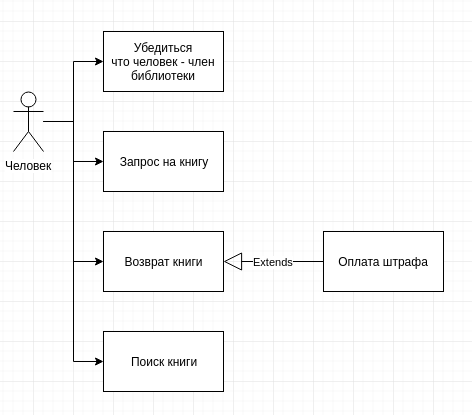 Убедиться
что человек - член
библиотеки
Человек
Запрос на книгу
Возврат книги
Extends
Оплата штрафа
Поиск книги